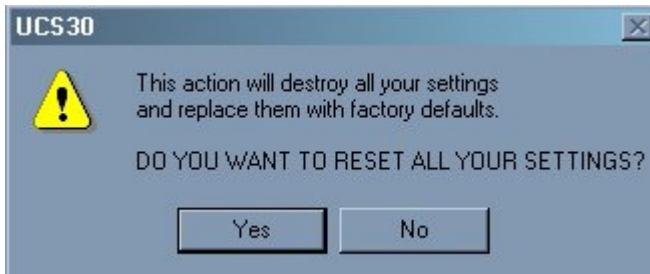 UCS30
This action will destroy all your settings
and replace them with factory defaults.
DO YOU WANT TO RESET ALL YOUR SETTINGS?
Yes
No